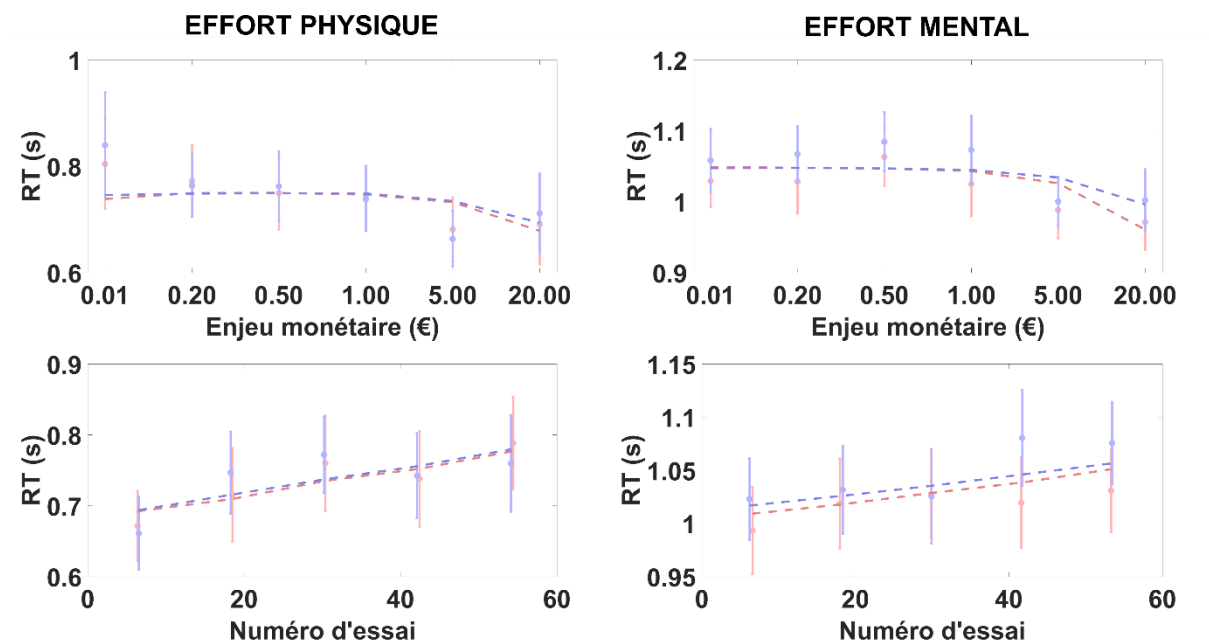 EFFORT PHYSIQUE
EFFORT MENTAL
1
0.8
0.6
RT (s)
0.01 0.20 0.50 1.00 5.00 20.00
Enjeu monétaire (€)
1.2
1.1
1
0.9
RT (s)
0.01 0.20 0.50 1.00 5.00 20.00
Enjeu monétaire (€)
0.9
0.8
0.7
0.6
RT (s)
0 20 40 60
Numéro d'essai
1.15
1.1
1.05
1
0.95
RT (s)
0 20 40 60
Numéro d'essai